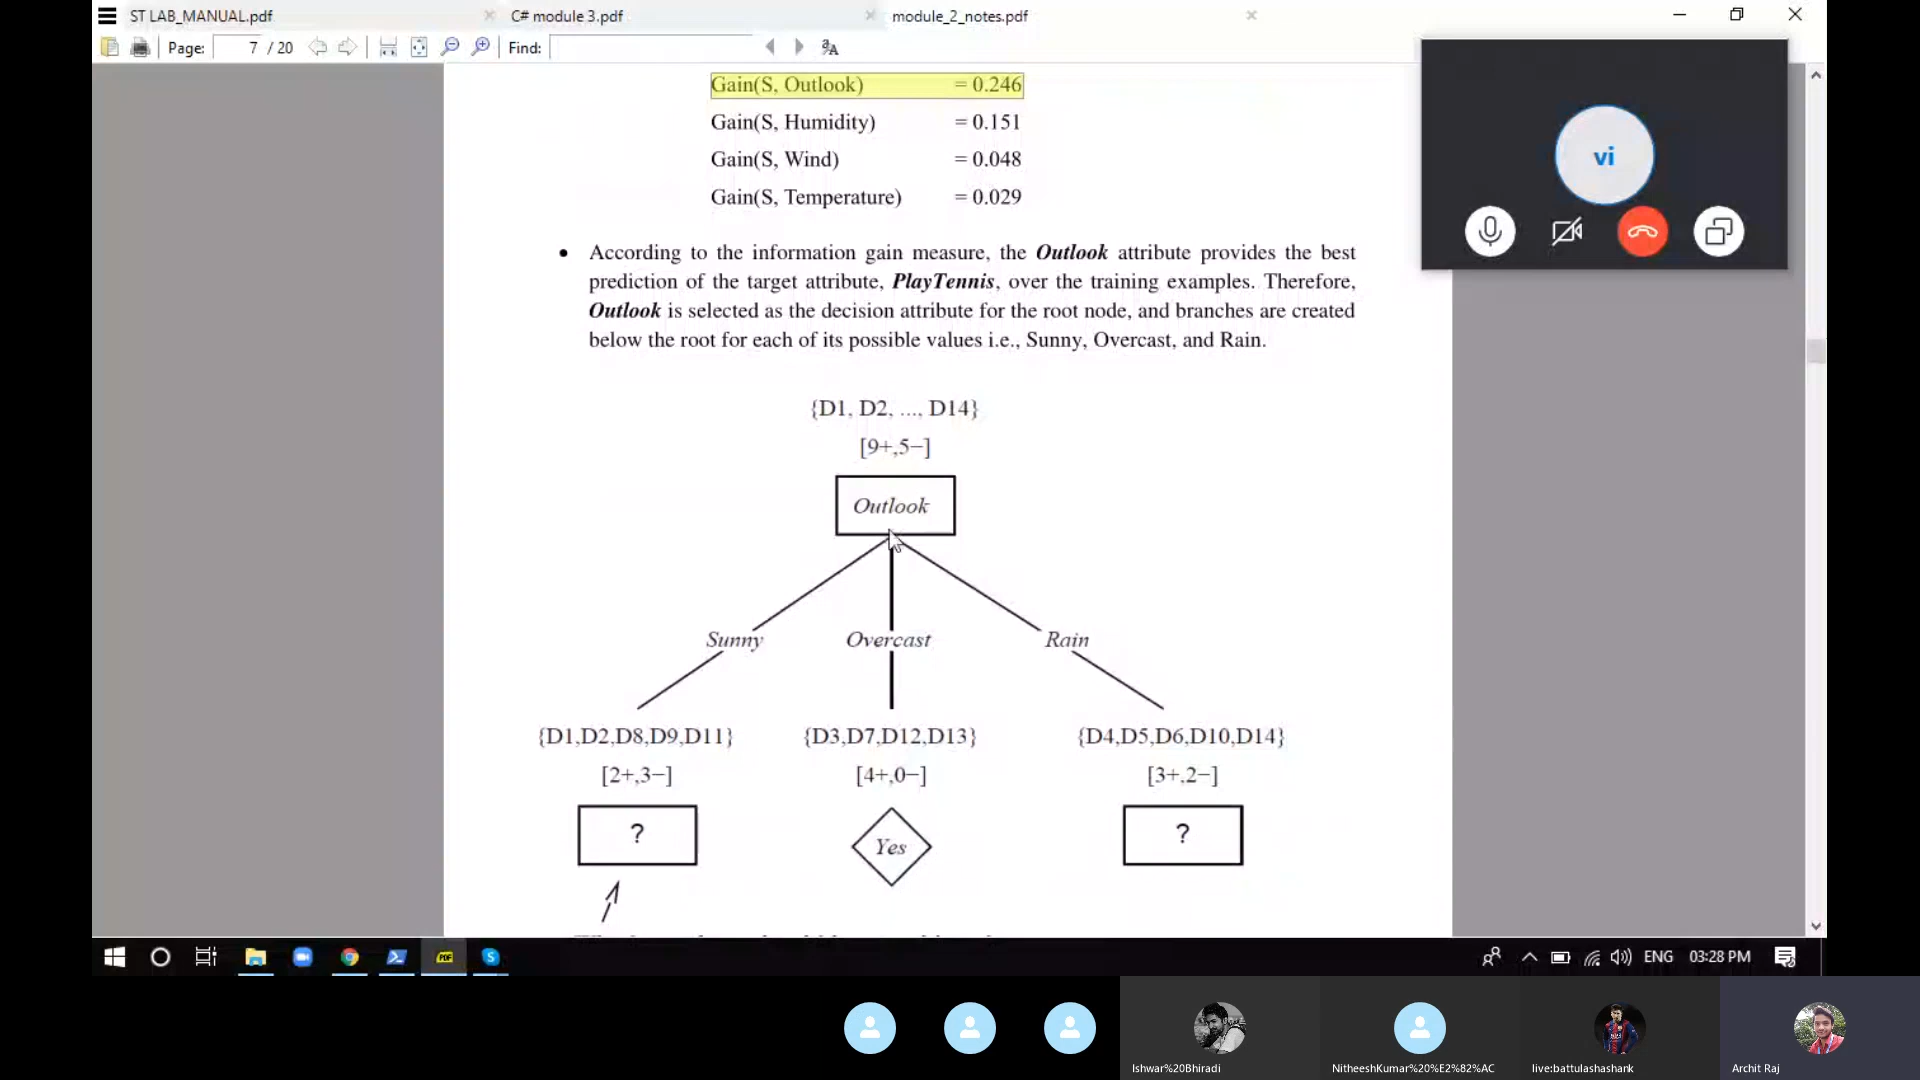 ST LAB_MANUAL.pdf
C# module 3.pdf
module_2_notes.pdf
Page: 7 / 20
Find:
Gain(S, Outlook) = 0.246
Gain(S, Humidity) = 0.151
Gain(S, Wind) = 0.048
Gain(S, Temperature) = 0.029
vi
• According to the information gain measure, the Outlook attribute provides the best
prediction of the target attribute, PlayTennis, over the training examples. Therefore,
Outlook is selected as the decision attribute for the root node, and branches are created
below the root for each of its possible values i.e., Sunny, Overcast, and Rain.
{D1, D2, ..., D14}
[9+,5−]
Outlook
Sunny Overcast Rain
{D1,D2,D8,D9,D11} {D3,D7,D12,D13} {D4,D5,D6,D10,D14}
[2+,3−] [4+,0−] [3+,2−]
? Yes ?
PDF
S
ENG 03:28 PM
Ishwar%20Bhiradi NitheeshKumar%20%E2%82%AC live:battulashashank Archit Raj